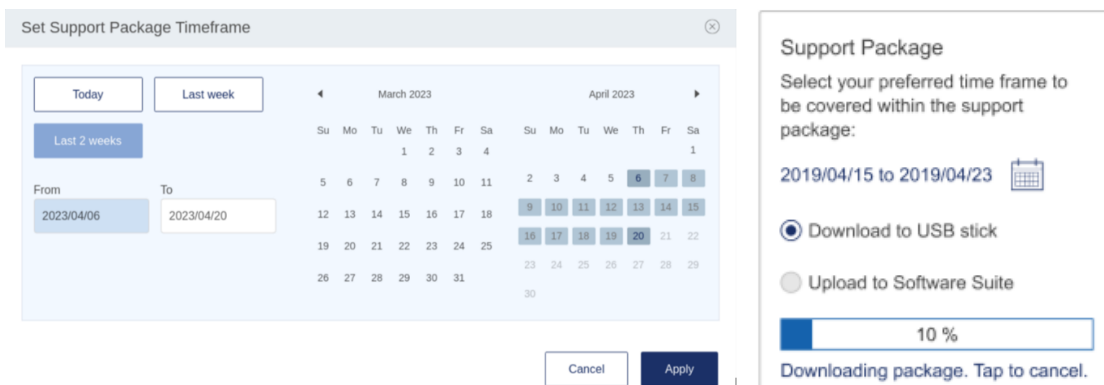 Set Support Package Timeframe
Today Last week
Last 2 weeks
From To
2023/04/06 2023/04/20
March 2023
Su Mo Tu We Th Fr Sa
1 2 3 4
5 6 7 8 9 10 11
12 13 14 15 16 17 18
19 20 21 22 23 24 25
26 27 28 29 30 31
April 2023
Su Mo Tu We Th Fr Sa
1
2 3 4 5 6 7 8
9 10 11 12 13 14 15
16 17 18 19 20 21 22
23 24 25 26 27 28 29
30
Cancel Apply
Support Package
Select your preferred time frame to
be covered within the support
package:
2019/04/15 to 2019/04/23
Download to USB stick
Upload to Software Suite
10 %
Downloading package. Tap to cancel.